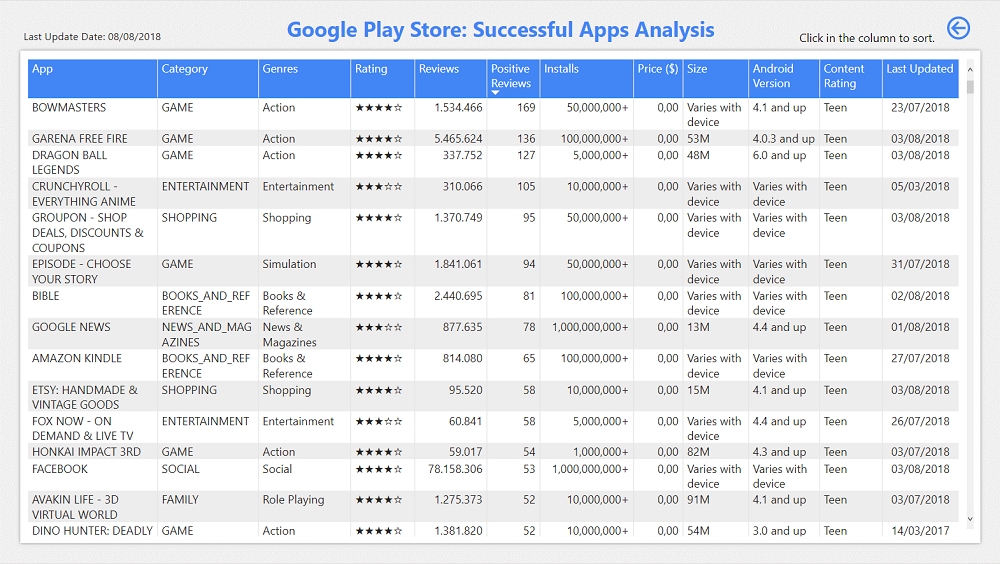 Google Play Store: Successful Apps Analysis
Last Update Date: 08/08/2018
Click in the column to sort.
App Category Genres Rating Reviews Positive Reviews Installs Price ($) Size Android Version Content Rating Last Updated
BOWMASTERS GAME Action ★★★★☆ 1.534.466 169 50,000,000+ 0,00 Varies with device 4.1 and up Teen 23/07/2018
GARENA FREE FIRE GAME Action ★★★★☆ 5.465.624 136 100,000,000+ 0,00 53M 4.0.3 and up Teen 03/08/2018
DRAGON BALL LEGENDS GAME Action ★★★★☆ 337.752 127 5,000,000+ 0,00 48M 6.0 and up Teen 03/08/2018
CRUNCHYROLL - EVERYTHING ANIME ENTERTAINMENT Entertainment ★★★☆☆ 310.066 105 10,000,000+ 0,00 Varies with device Varies with device Teen 05/03/2018
GROUPON - SHOP DEALS, DISCOUNTS & COUPONS SHOPPING Shopping ★★★★☆ 1.370.749 95 50,000,000+ 0,00 Varies with device Varies with device Teen 03/08/2018
EPISODE - CHOOSE YOUR STORY GAME Simulation ★★★★☆ 1.841.061 94 50,000,000+ 0,00 Varies with device Varies with device Teen 31/07/2018
BIBLE BOOKS_AND_REFERENCE Books & Reference ★★★★☆ 2.440.695 81 100,000,000+ 0,00 Varies with device Varies with device Teen 02/08/2018
GOOGLE NEWS NEWS_AND_MAGAZINES News & Magazines ★★★☆☆ 877.635 78 1,000,000,000+ 0,00 13M 4.4 and up Teen 01/08/2018
AMAZON KINDLE BOOKS_AND_REFERENCE Books & Reference ★★★★☆ 814.080 65 100,000,000+ 0,00 Varies with device Varies with device Teen 27/07/2018
ETSY: HANDMADE & VINTAGE GOODS SHOPPING Shopping ★★★★☆ 95.520 58 10,000,000+ 0,00 15M 4.1 and up Teen 03/08/2018
FOX NOW - ON DEMAND & LIVE TV ENTERTAINMENT Entertainment ★★★☆☆ 60.841 58 5,000,000+ 0,00 Varies with device 4.4 and up Teen 26/07/2018
HONKAI IMPACT 3RD GAME Action ★★★★☆ 59.017 54 1,000,000+ 0,00 82M 4.3 and up Teen 03/07/2018
FACEBOOK SOCIAL Social ★★★★☆ 78.158.306 53 1,000,000,000+ 0,00 Varies with device Varies with device Teen 03/08/2018
AVAKIN LIFE - 3D VIRTUAL WORLD FAMILY Role Playing ★★★★☆ 1.275.373 52 10,000,000+ 0,00 91M 4.1 and up Teen 03/07/2018
DINO HUNTER: DEADLY GAME Action ★★★★☆ 1.381.820 52 10,000,000+ 0,00 54M 3.0 and up Teen 14/03/2017